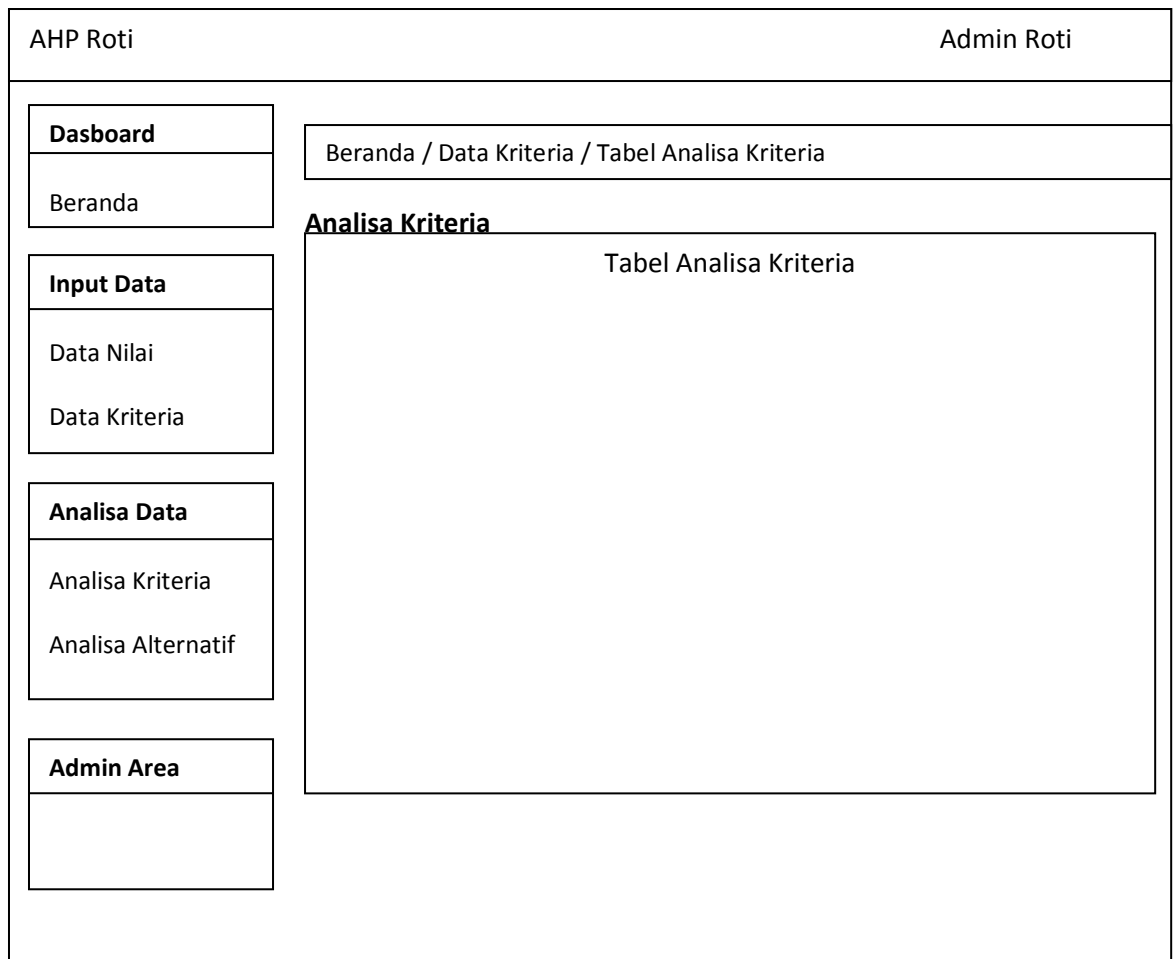 AHP Roti
Admin Roti
Dasboard
Beranda
Input Data
Data Nilai
Data Kriteria
Analisa Data
Analisa Kriteria
Analisa Alternatif
Admin Area
Beranda / Data Kriteria / Tabel Analisa Kriteria
Analisa Kriteria
Tabel Analisa Kriteria